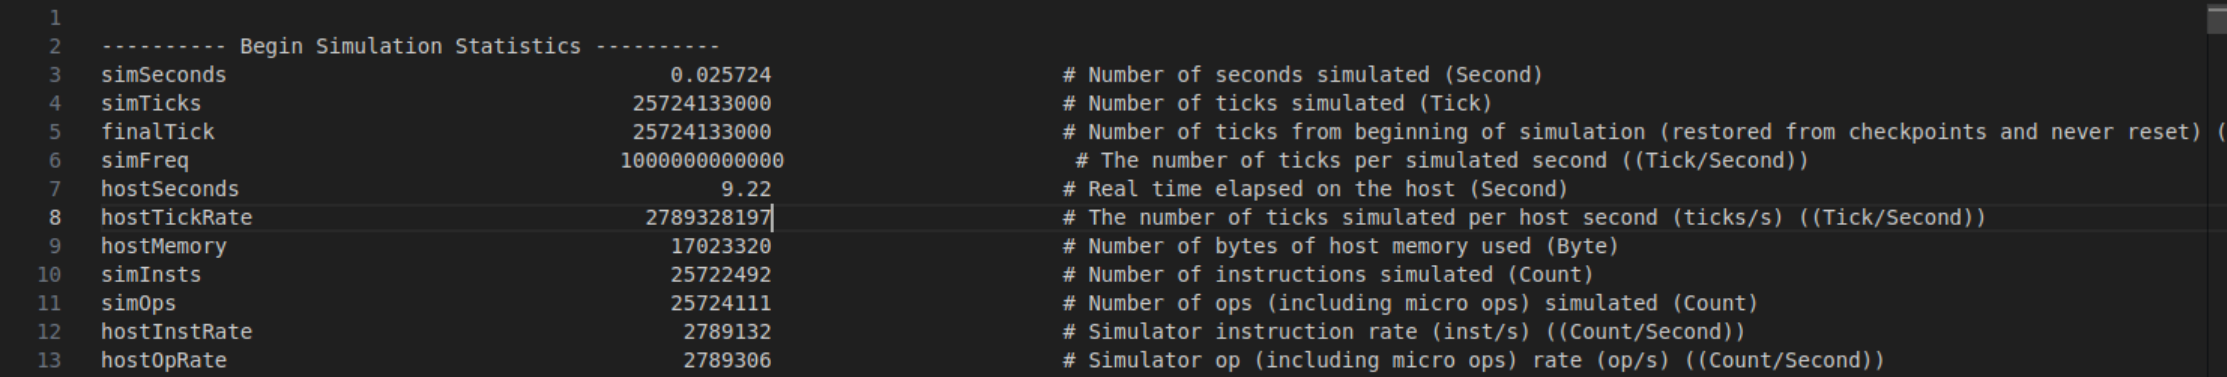 1
2 ---------- Begin Simulation Statistics ----------
3 simSeconds 0.025724 # Number of seconds simulated (Second)
4 simTicks 25724133000 # Number of ticks simulated (Tick)
5 finalTick 25724133000 # Number of ticks from beginning of simulation (restored from checkpoints and never reset) (
6 simFreq 1000000000000 # The number of ticks per simulated second ((Tick/Second))
7 hostSeconds 9.22 # Real time elapsed on the host (Second)
8 hostTickRate 2789328197 # The number of ticks simulated per host second (ticks/s) ((Tick/Second))
9 hostMemory 17023320 # Number of bytes of host memory used (Byte)
10 simInsts 25722492 # Number of instructions simulated (Count)
11 simOps 25724111 # Number of ops (including micro ops) simulated (Count)
12 hostInstRate 2789132 # Simulator instruction rate (inst/s) ((Count/Second))
13 hostOpRate 2789306 # Simulator op (including micro ops) rate (op/s) ((Count/Second))